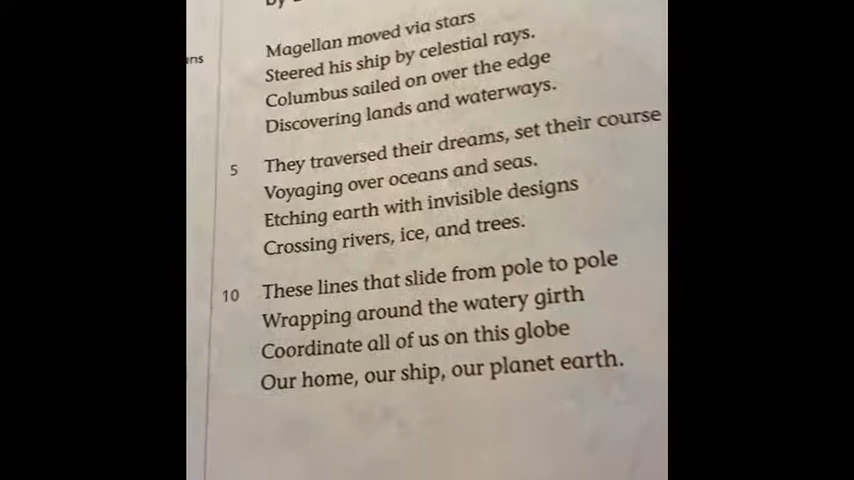 by
Magellan moved via stars
Steered his ship by celestial rays.
Columbus sailed on over the edge
Discovering lands and waterways.
5 They traversed their dreams, set their course
Voyaging over oceans and seas.
Etching earth with invisible designs
Crossing rivers, ice, and trees.
10 These lines that slide from pole to pole
Wrapping around the watery girth
Coordinate all of us on this globe
Our home, our ship, our planet earth.